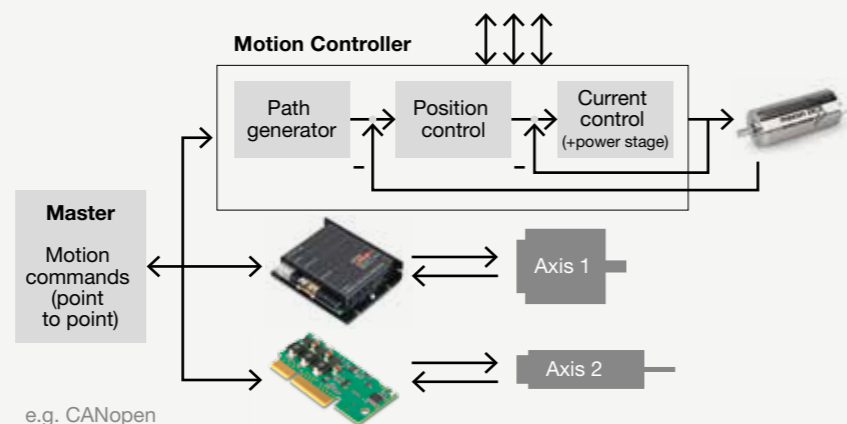 Motion Controller
Path
generator
Position
control
Current
control
(+power stage)
–
–
Master
Motion
commands
(point
to point)
Axis 1
Axis 2
e.g. CANopen